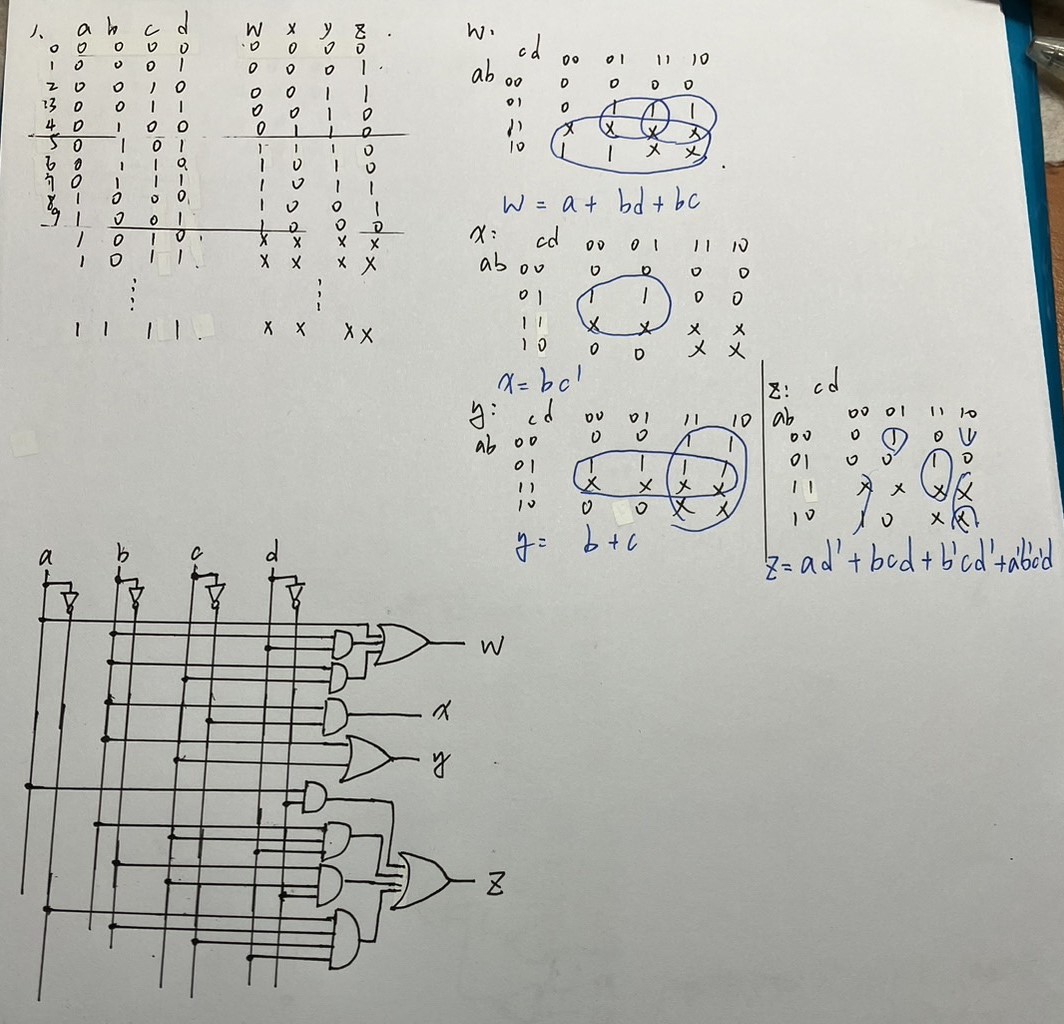 1. a b c d w x y z
0 0 0 0 0 0 0 0 0
1 0 0 0 1 0 0 0 1
2 0 0 1 0 0 0 1 1
3 0 0 1 1 0 0 1 0
4 0 1 0 0 0 1 1 0
5 0 1 0 1 1 1 1 0
6 0 1 1 0 1 0 1 0
7 0 1 1 1 1 0 1 1
8 1 0 0 0 1 0 0 1
9 1 0 0 1 1 0 0 0
1 0 1 0 x x x x
1 0 1 1 x x x x
1 1 1 1 x x x x
w:
cd 00 01 11 10
ab 00 0 0 0 0
01 0 1 1 1
11 x x x x
10 1 1 x x
w = a + bd + bc
x:
cd 00 01 11 10
ab 00 0 0 0 0
01 1 1 0 0
11 x x x x
10 0 0 x x
x = bc'
y:
cd 00 01 11 10
ab 00 0 0 1 1
01 1 1 1 1
11 x x x x
10 0 0 x x
y = b + c
z: cd
ab 00 01 11 10
00 0 1 0 1
01 0 0 1 0
11 x x x x
10 1 0 x x
z = ad' + bcd + b'cd' + a'b'c'd
a b c d
w
x
y
z